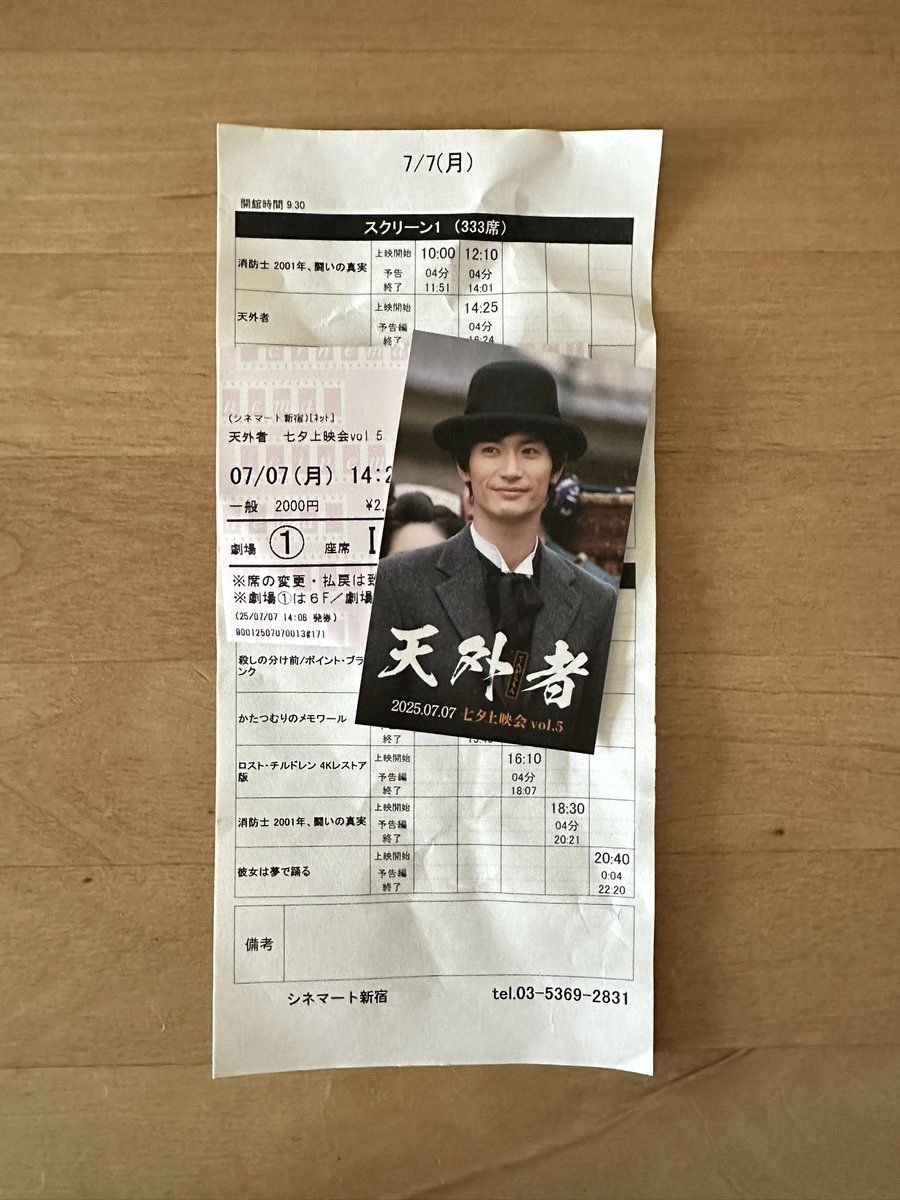 7/7(月)
開館時間 9.30
スクリーン1 （333席）
消防士 2001年、闘いの真実
上映開始 10:00 12:10
予告 04分 04分
終了 11:51 14:01
天外者
上映開始 14:25
予告編 04分
終了 16:24
cinema
(シネマート新宿)[ﾈｯﾄ]
天外者 七夕上映会vol.5
07/07(月) 14:2
一般 2000円 ¥2,
劇場 ① 座席 I
※席の変更・払戻は致
※劇場①は６Ｆ／劇場
(25/07/07 14:06 発券)
80012507070013#171
天外者
てんがらもん
2025.07.07 七夕上映会 vol.5
殺しの分け前/ポイント・ブランク
かたつむりのメモワール
終了
ロスト・チルドレン 4Kレストア版
上映開始 16:10
予告編 04分
終了 18:07
消防士 2001年、闘いの真実
上映開始 18:30
予告編 04分
終了 20:21
彼女は夢で踊る
上映開始 20:40
予告編 0:04
終了 22:20
備考
シネマート新宿 tel.03-5369-2831